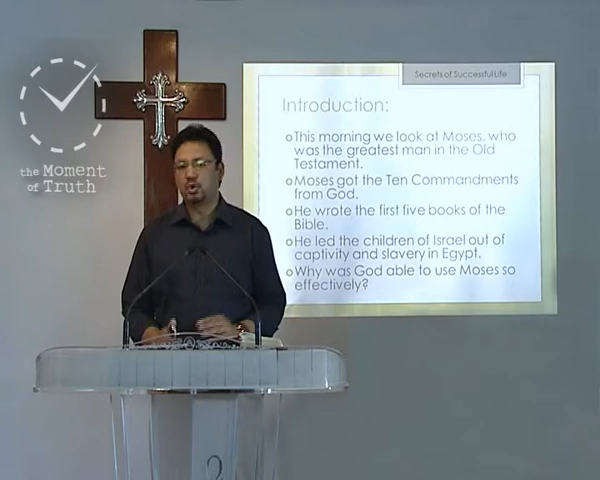 the Moment
of Truth
Secrets of Successful Life
Introduction:
This morning we look at Moses, who
was the greatest man in the Old
Testament.
Moses got the Ten Commandments
from God.
He wrote the first five books of the
Bible.
He led the children of Israel out of
captivity and slavery in Egypt.
Why was God able to use Moses so
effectively?